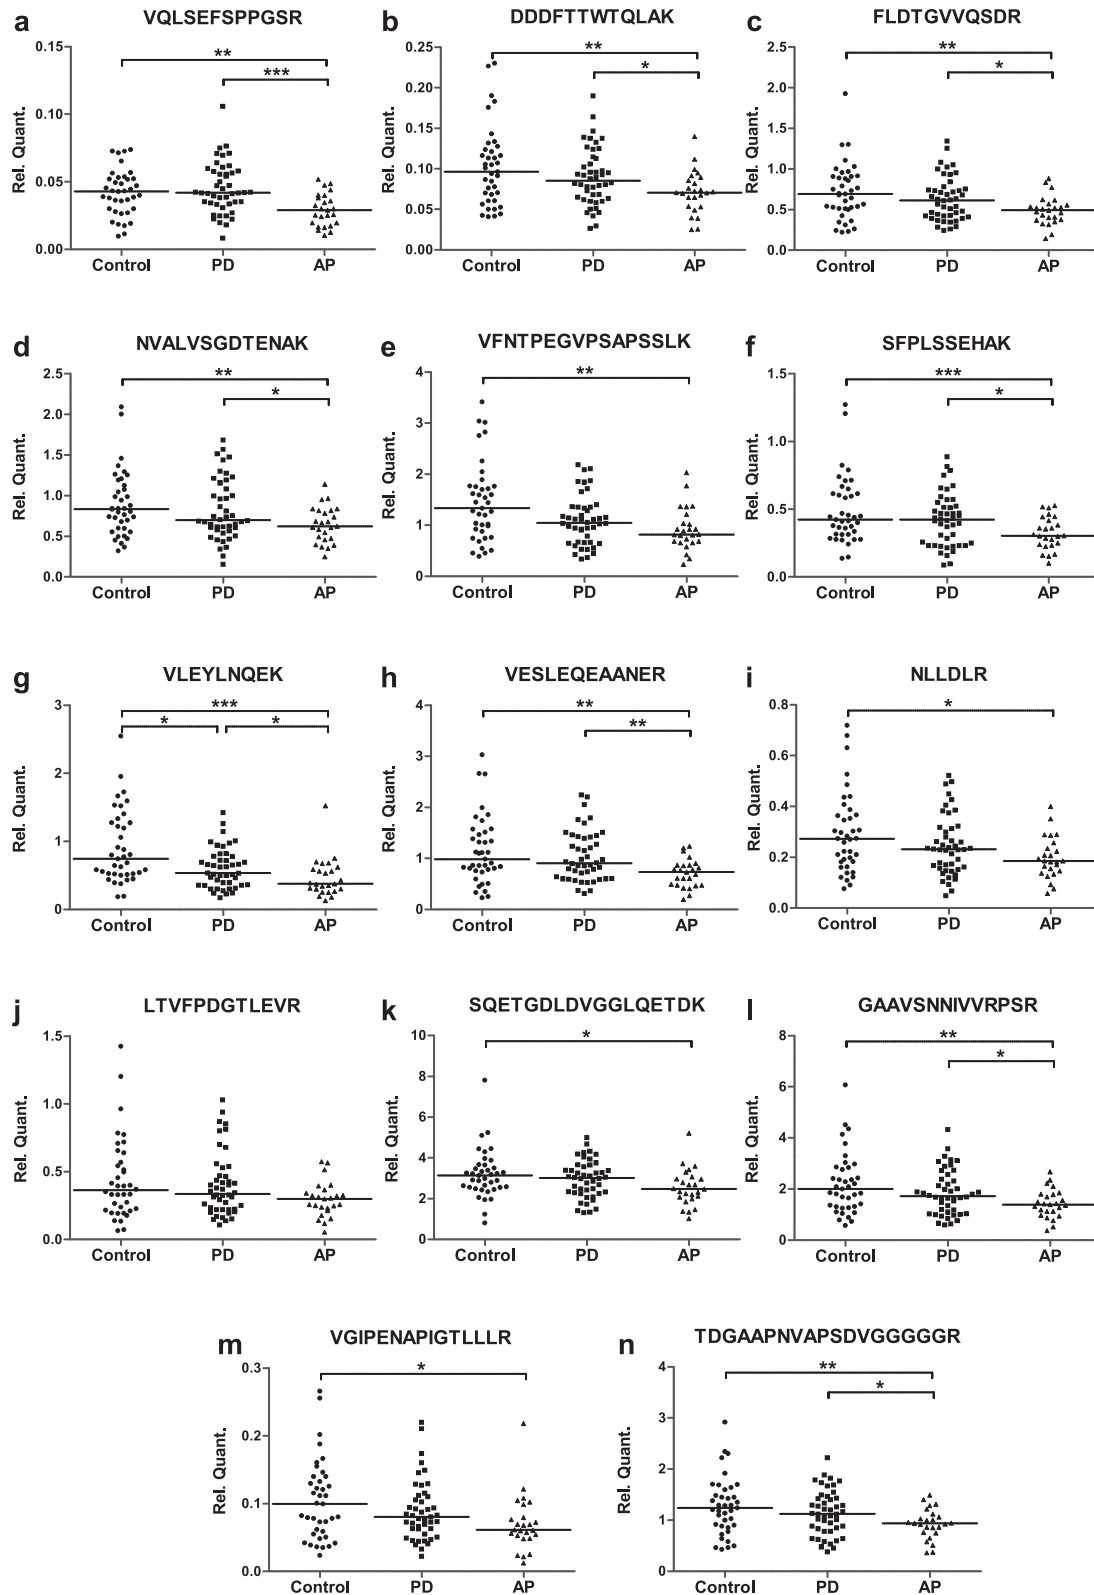 a VQLSEFSPPGSR
0.15
0.10
0.05
0.00
Rel. Quant.
**
***
Control PD AP
b DDDFTTWTQLAK
0.25
0.20
0.15
0.10
0.05
0.00
Rel. Quant.
**
*
Control PD AP
c FLDTGVVQSDR
2.5
2.0
1.5
1.0
0.5
0.0
Rel. Quant.
**
*
Control PD AP
d NVALVSGDTENAK
2.5
2.0
1.5
1.0
0.5
0.0
Rel. Quant.
**
*
Control PD AP
e VFNTPEGVPSAPSSLK
4
3
2
1
0
Rel. Quant.
**
Control PD AP
f SFPLSSEHAK
1.5
1.0
0.5
0.0
Rel. Quant.
***
*
Control PD AP
g VLEYLNQEK
3
2
1
0
Rel. Quant.
***
* *
Control PD AP
h VESLEQEAANER
4
3
2
1
0
Rel. Quant.
**
**
Control PD AP
i NLLDLR
0.8
0.6
0.4
0.2
0.0
Rel. Quant.
*
Control PD AP
j LTVFPDGTLEVR
1.5
1.0
0.5
0.0
Rel. Quant.
Control PD AP
k SQETGDLDVGGLQETDK
10
8
6
4
2
0
Rel. Quant.
*
Control PD AP
l GAAVSNNIVVRPSR
8
6
4
2
0
Rel. Quant.
**
*
Control PD AP
m VGIPENAPIGTLLLR
0.3
0.2
0.1
0.0
Rel. Quant.
*
Control PD AP
n TDGAAPNVAPSDVGGGGGR
4
3
2
1
0
Rel. Quant.
**
*
Control PD AP